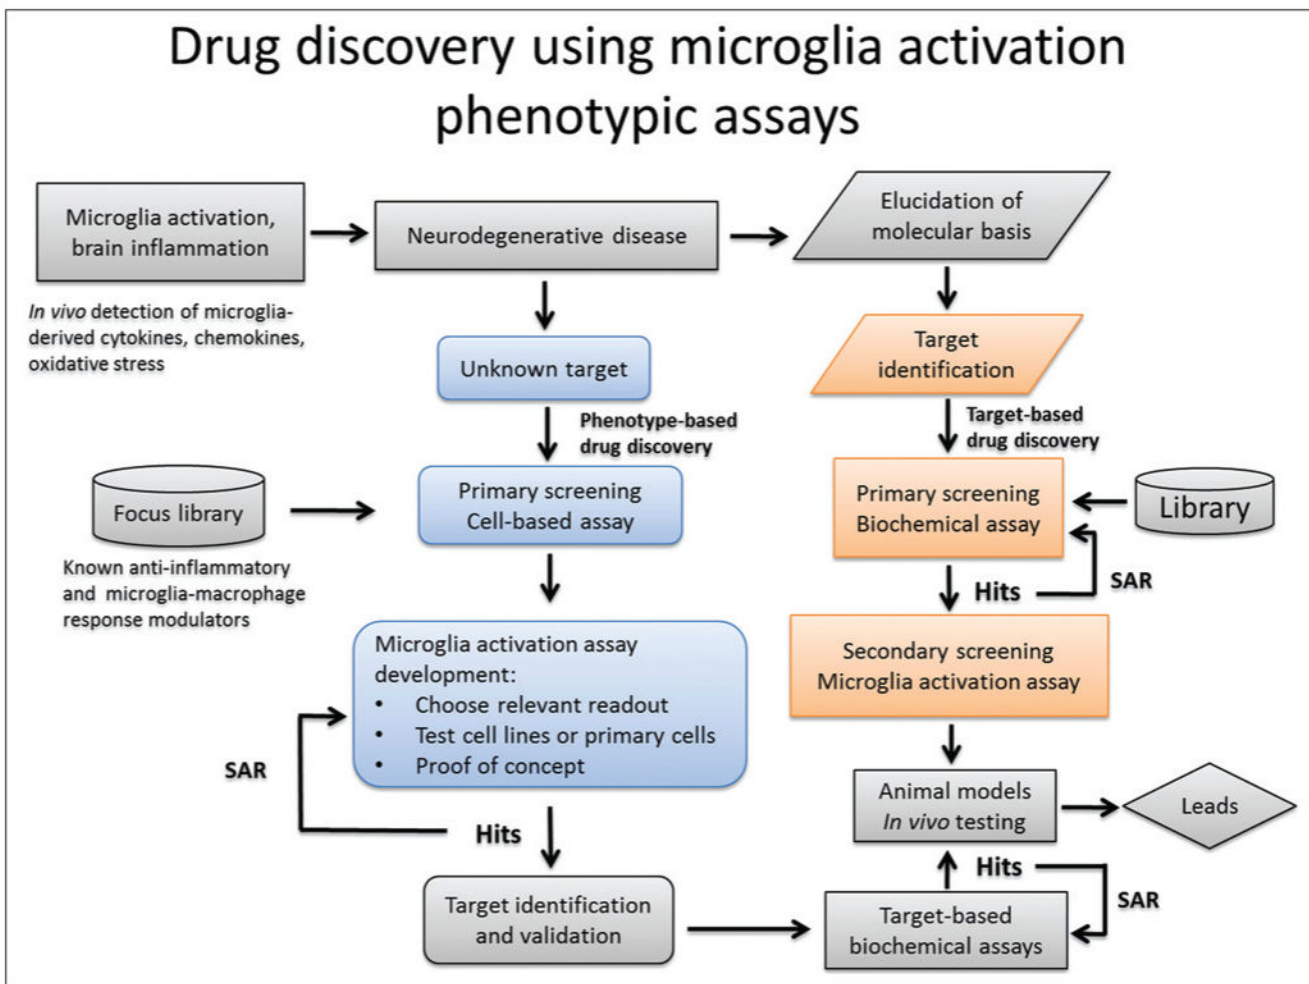 Drug discovery using microglia activation
phenotypic assays
Microglia activation,
brain inflammation
In vivo detection of microglia-
derived cytokines, chemokines,
oxidative stress
Neurodegenerative disease
Elucidation of
molecular basis
Unknown target
Target
identification
Phenotype-based
drug discovery
Target-based
drug discovery
Focus library
Known anti-inflammatory
and microglia-macrophage
response modulators
Primary screening
Cell-based assay
Primary screening
Biochemical assay
Library
Hits
SAR
Microglia activation assay
development:
• Choose relevant readout
• Test cell lines or primary cells
• Proof of concept
SAR
Hits
Secondary screening
Microglia activation assay
Animal models
In vivo testing
Leads
Hits
SAR
Target identification
and validation
Target-based
biochemical assays